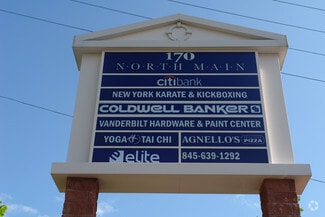 170
NORTH MAIN
citibank
NEW YORK KARATE & KICKBOXING
COLDWELL BANKER
VANDERBILT HARDWARE & PAINT CENTER
YOGA TAI CHI AGNELLO'S PIZZA
elite 845-639-1292